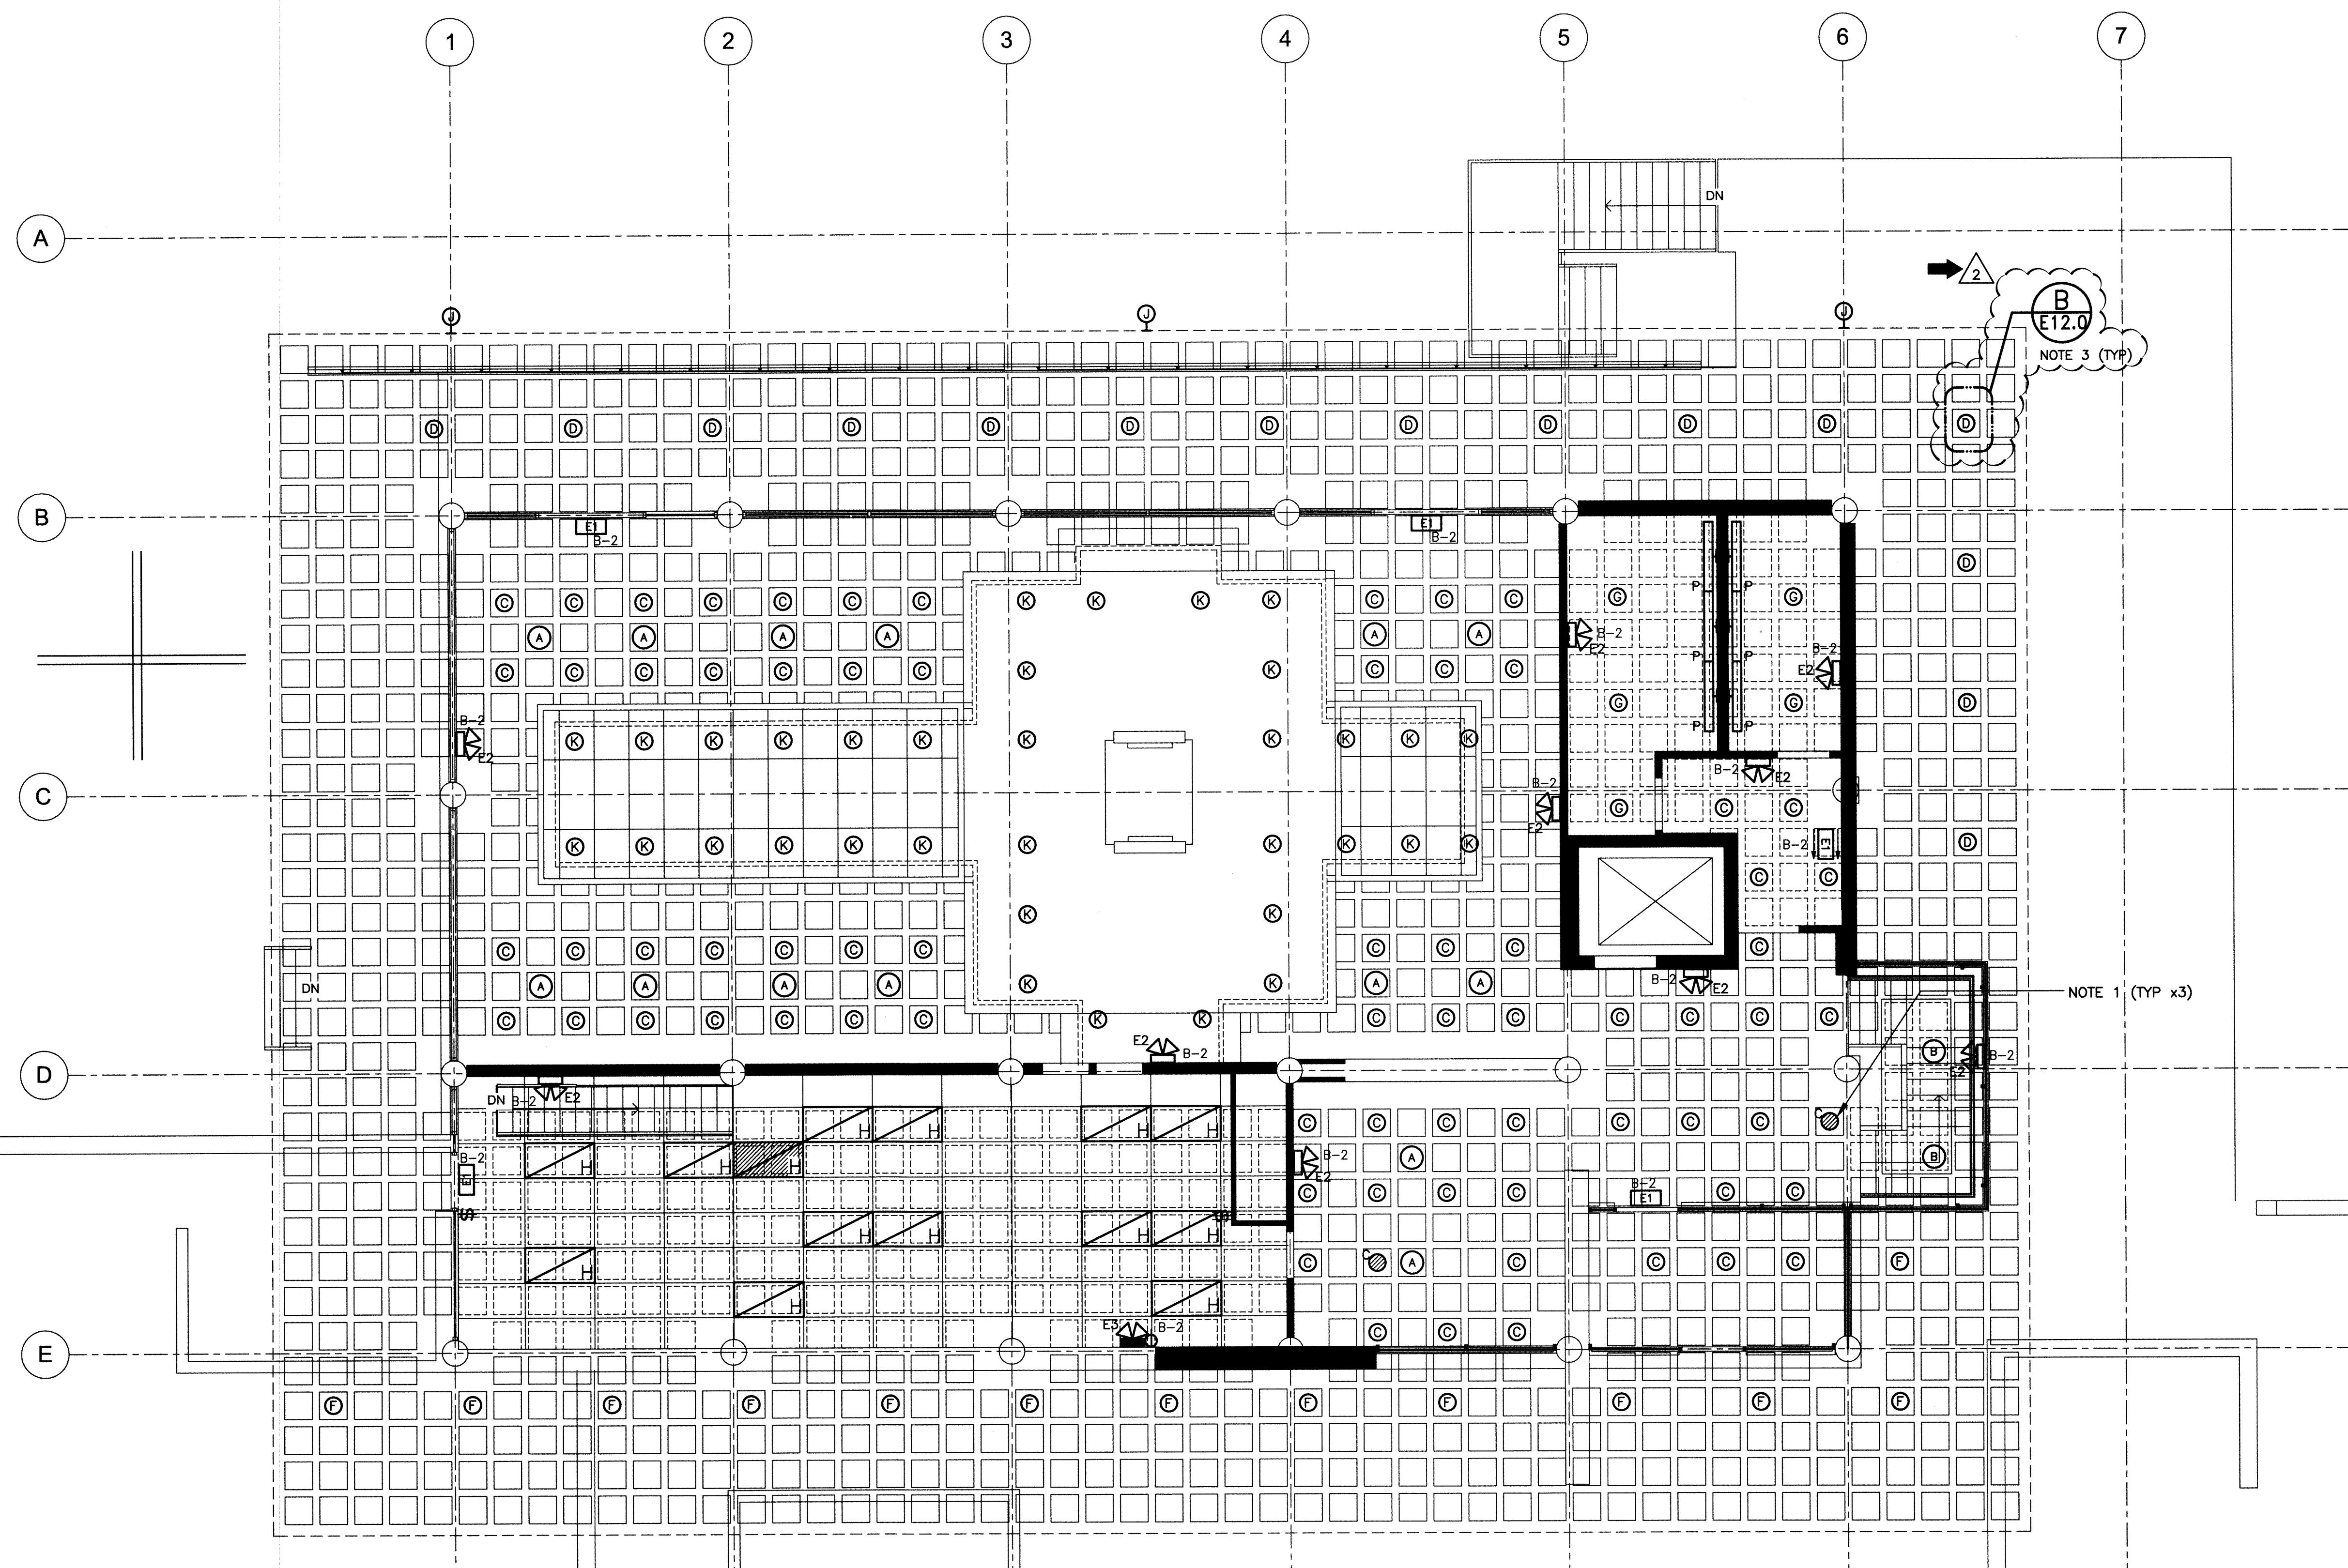 1 2 3 4 5 6 7
DN
A
2
B
E12.0
J J J
NOTE 3 (TYP)
D D D D D D D D D D D D
B
E1 E1
B-2 B-2
D
P P
C C C C C C C K K K K C C C G G
A A A A A A B-2
E2
B-2
P P
C C C C C C C K K C C C E2
G G D
B-2
P P
K K K K K K K K K K K
E2
B-2 E2
B-2
C
G C C
E2
K K K K K K K K K K K B-2 E1 D
C C
K K
C C C C C C C C C C C
B-2
A A A A K K A A E2
DN
NOTE 1 (TYP x3)
C C C C C C C K K C C C C C C C
E2 B-2 B B-2
D
E2
DN B-2 E2
C
H H H H C C C C C C C
B-2 B-2
H H H A B
E1 E2
B-2
C C C E1 C C
S S
H H H H
C C A C C C C F
H
H H
E3 B-2 C C C
E
F F F F F F F F F F F F